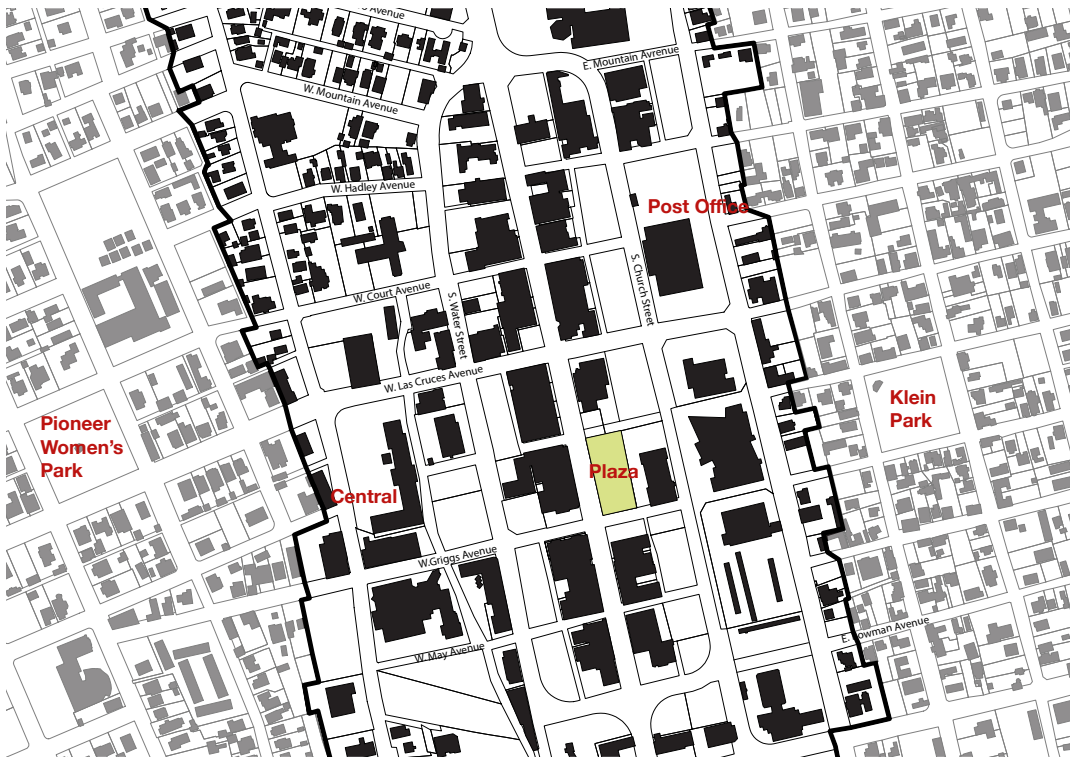 Avenue
E. Mountain Avrenue
W. Mountain Avenue
W. Hadley Avenue
Post Office
S. Church Street
W. Court Avenue
S. Water Street
W. Las Cruces Avenue
Klein
Park
Pioneer
Women's
Park
Plaza
Central
W.Griggs Avenue
E. Bowman Avenue
W. May Avenue